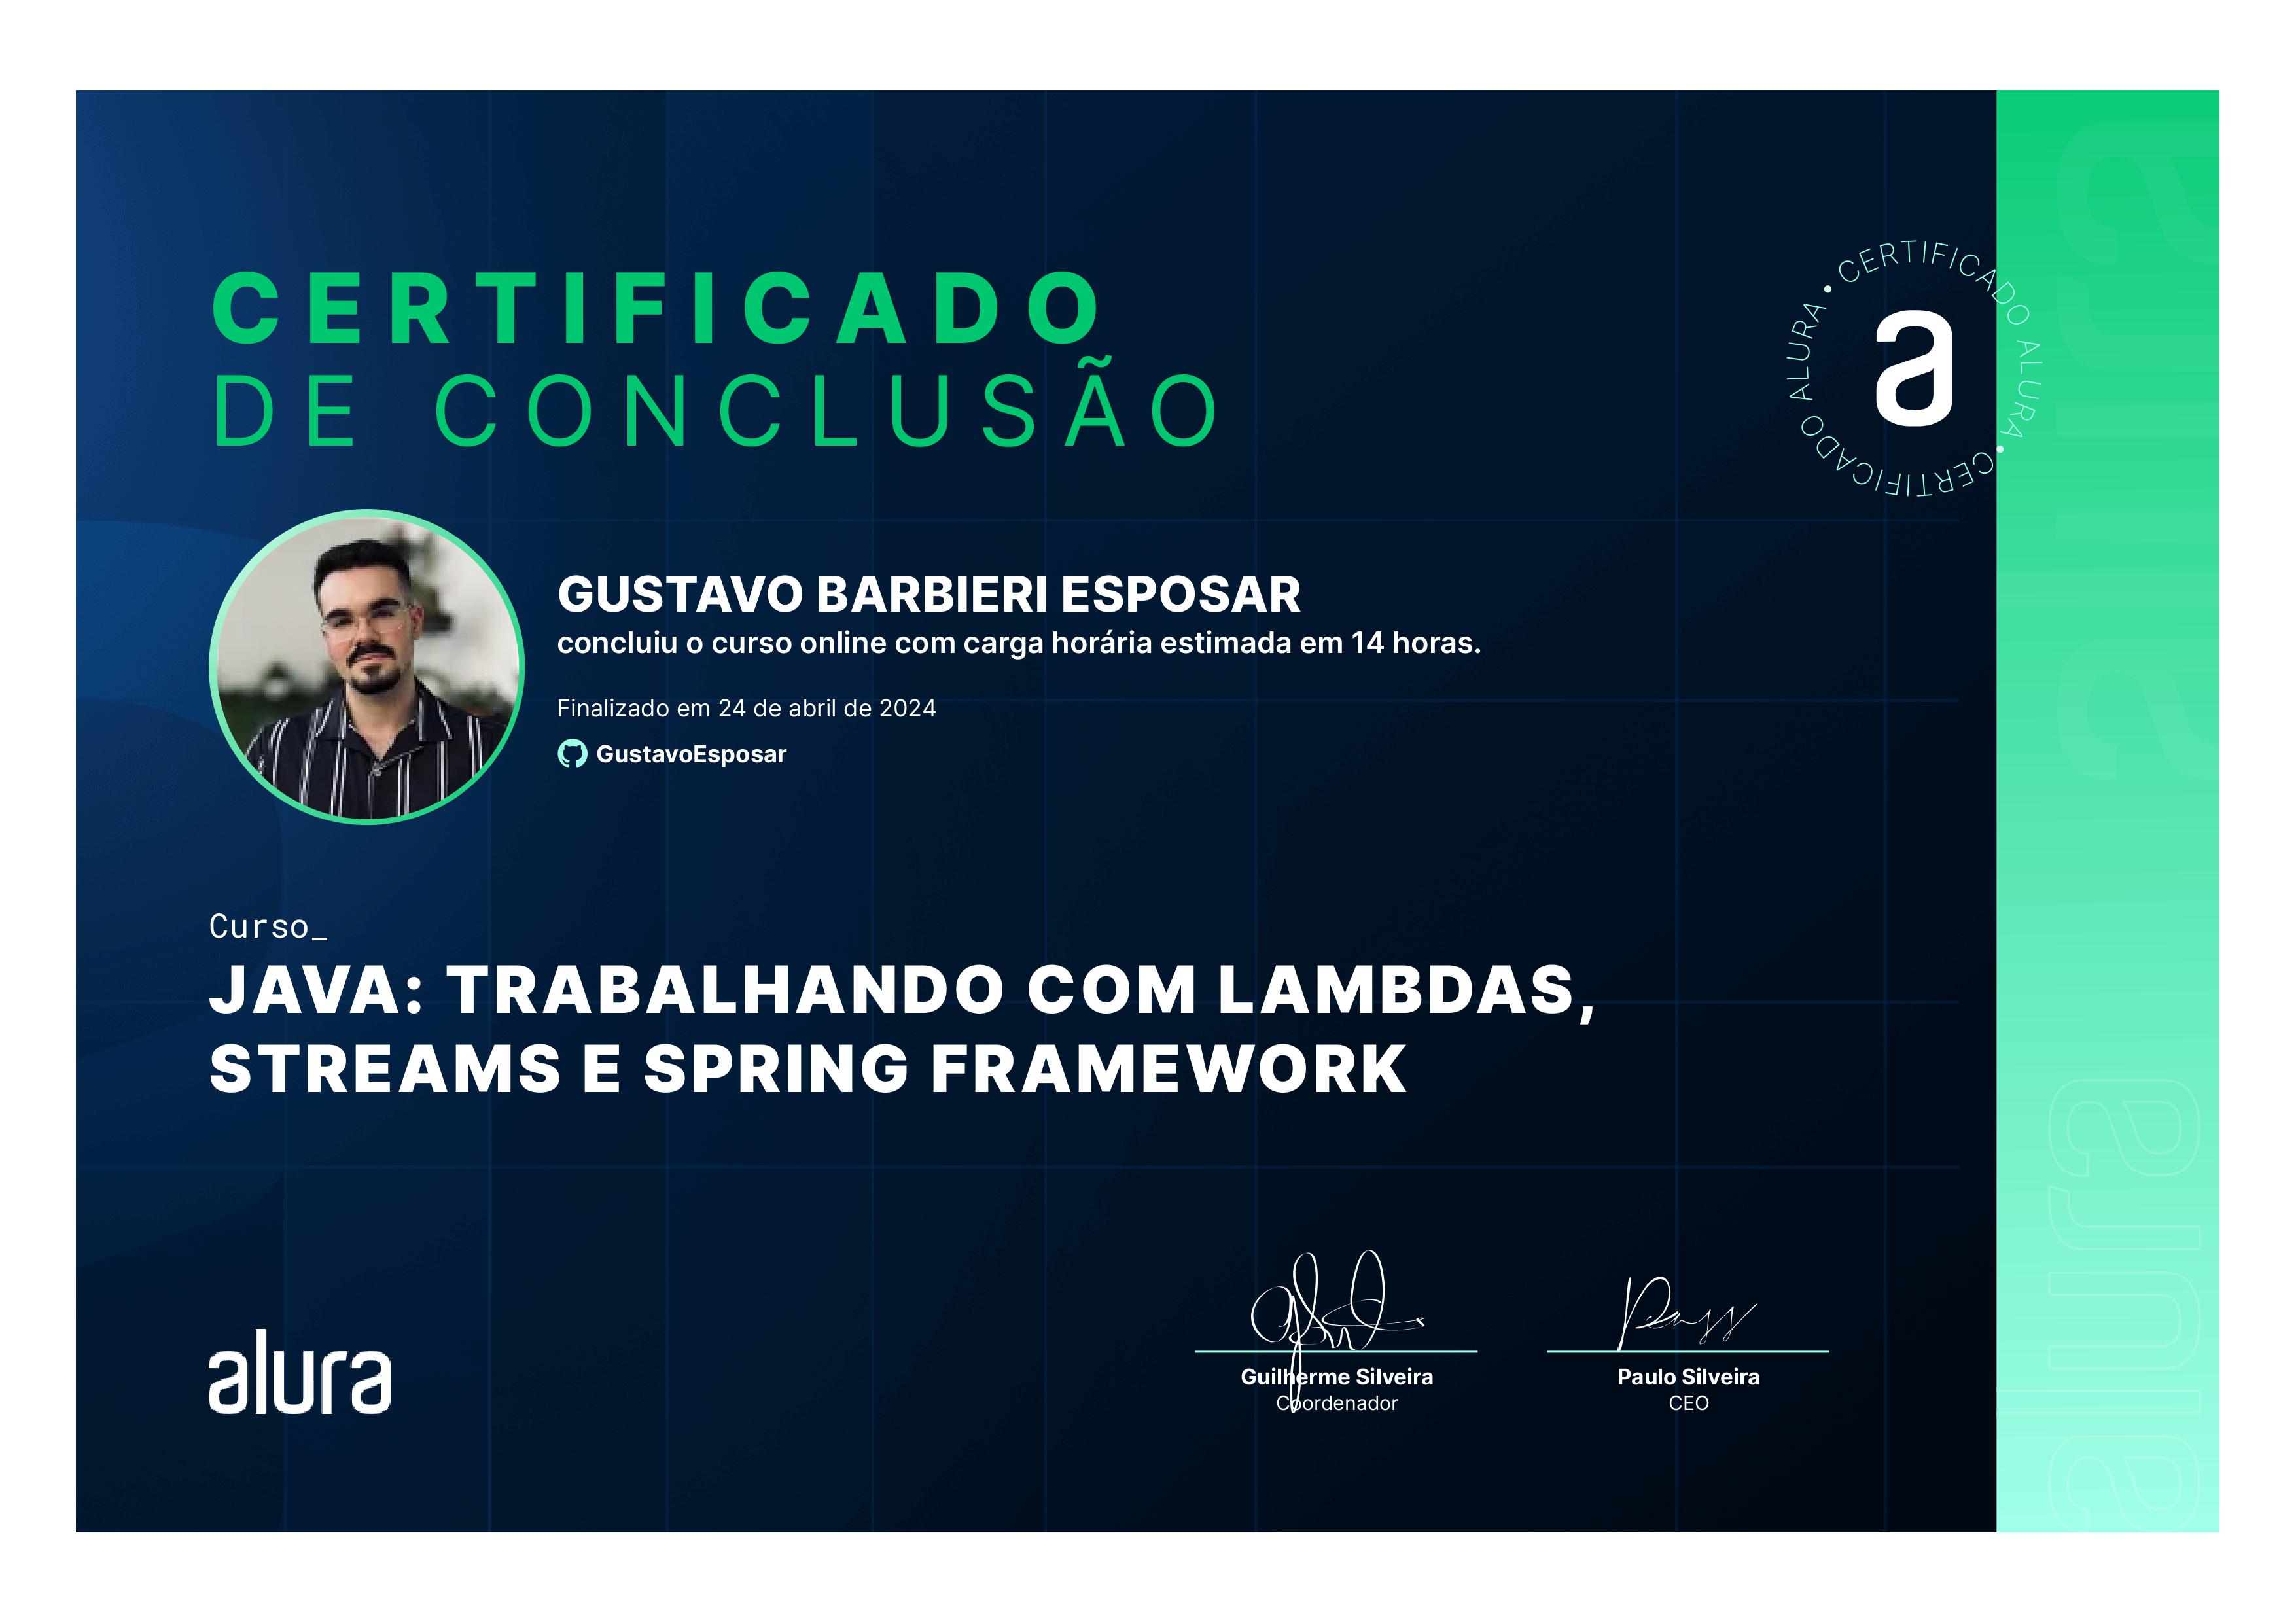 CERTIFICADO
DE CONCLUSÃO
CERTIFICADO ALURA • CERTIFICADO ALURA •
a
GUSTAVO BARBIERI ESPOSAR
concluiu o curso online com carga horária estimada em 14 horas.
Finalizado em 24 de abril de 2024
GustavoEsposar
Curso_
JAVA: TRABALHANDO COM LAMBDAS,
STREAMS E SPRING FRAMEWORK
alura
Guilherme Silveira
Coordenador
Paulo Silveira
CEO
alura
alura